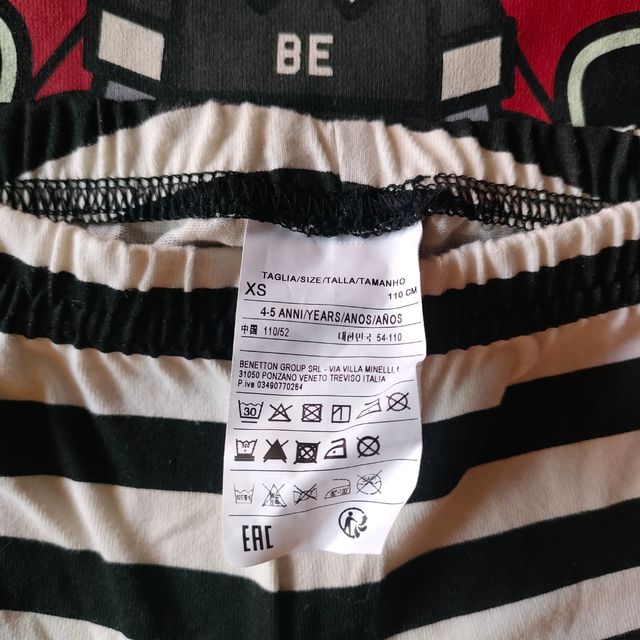 BE
TAGLIA/SIZE/TALLA/TAMANHO
XS 110 CM
4-5 ANNI/YEARS/ANOS/AÑOS
中国 110/52 대한민국 54-110
BENETTON GROUP SRL - VIA VILLA MINELLI, 1
31050 PONZANO VENETO TREVISO ITALIA
P.iva 03490770264
30
EAC